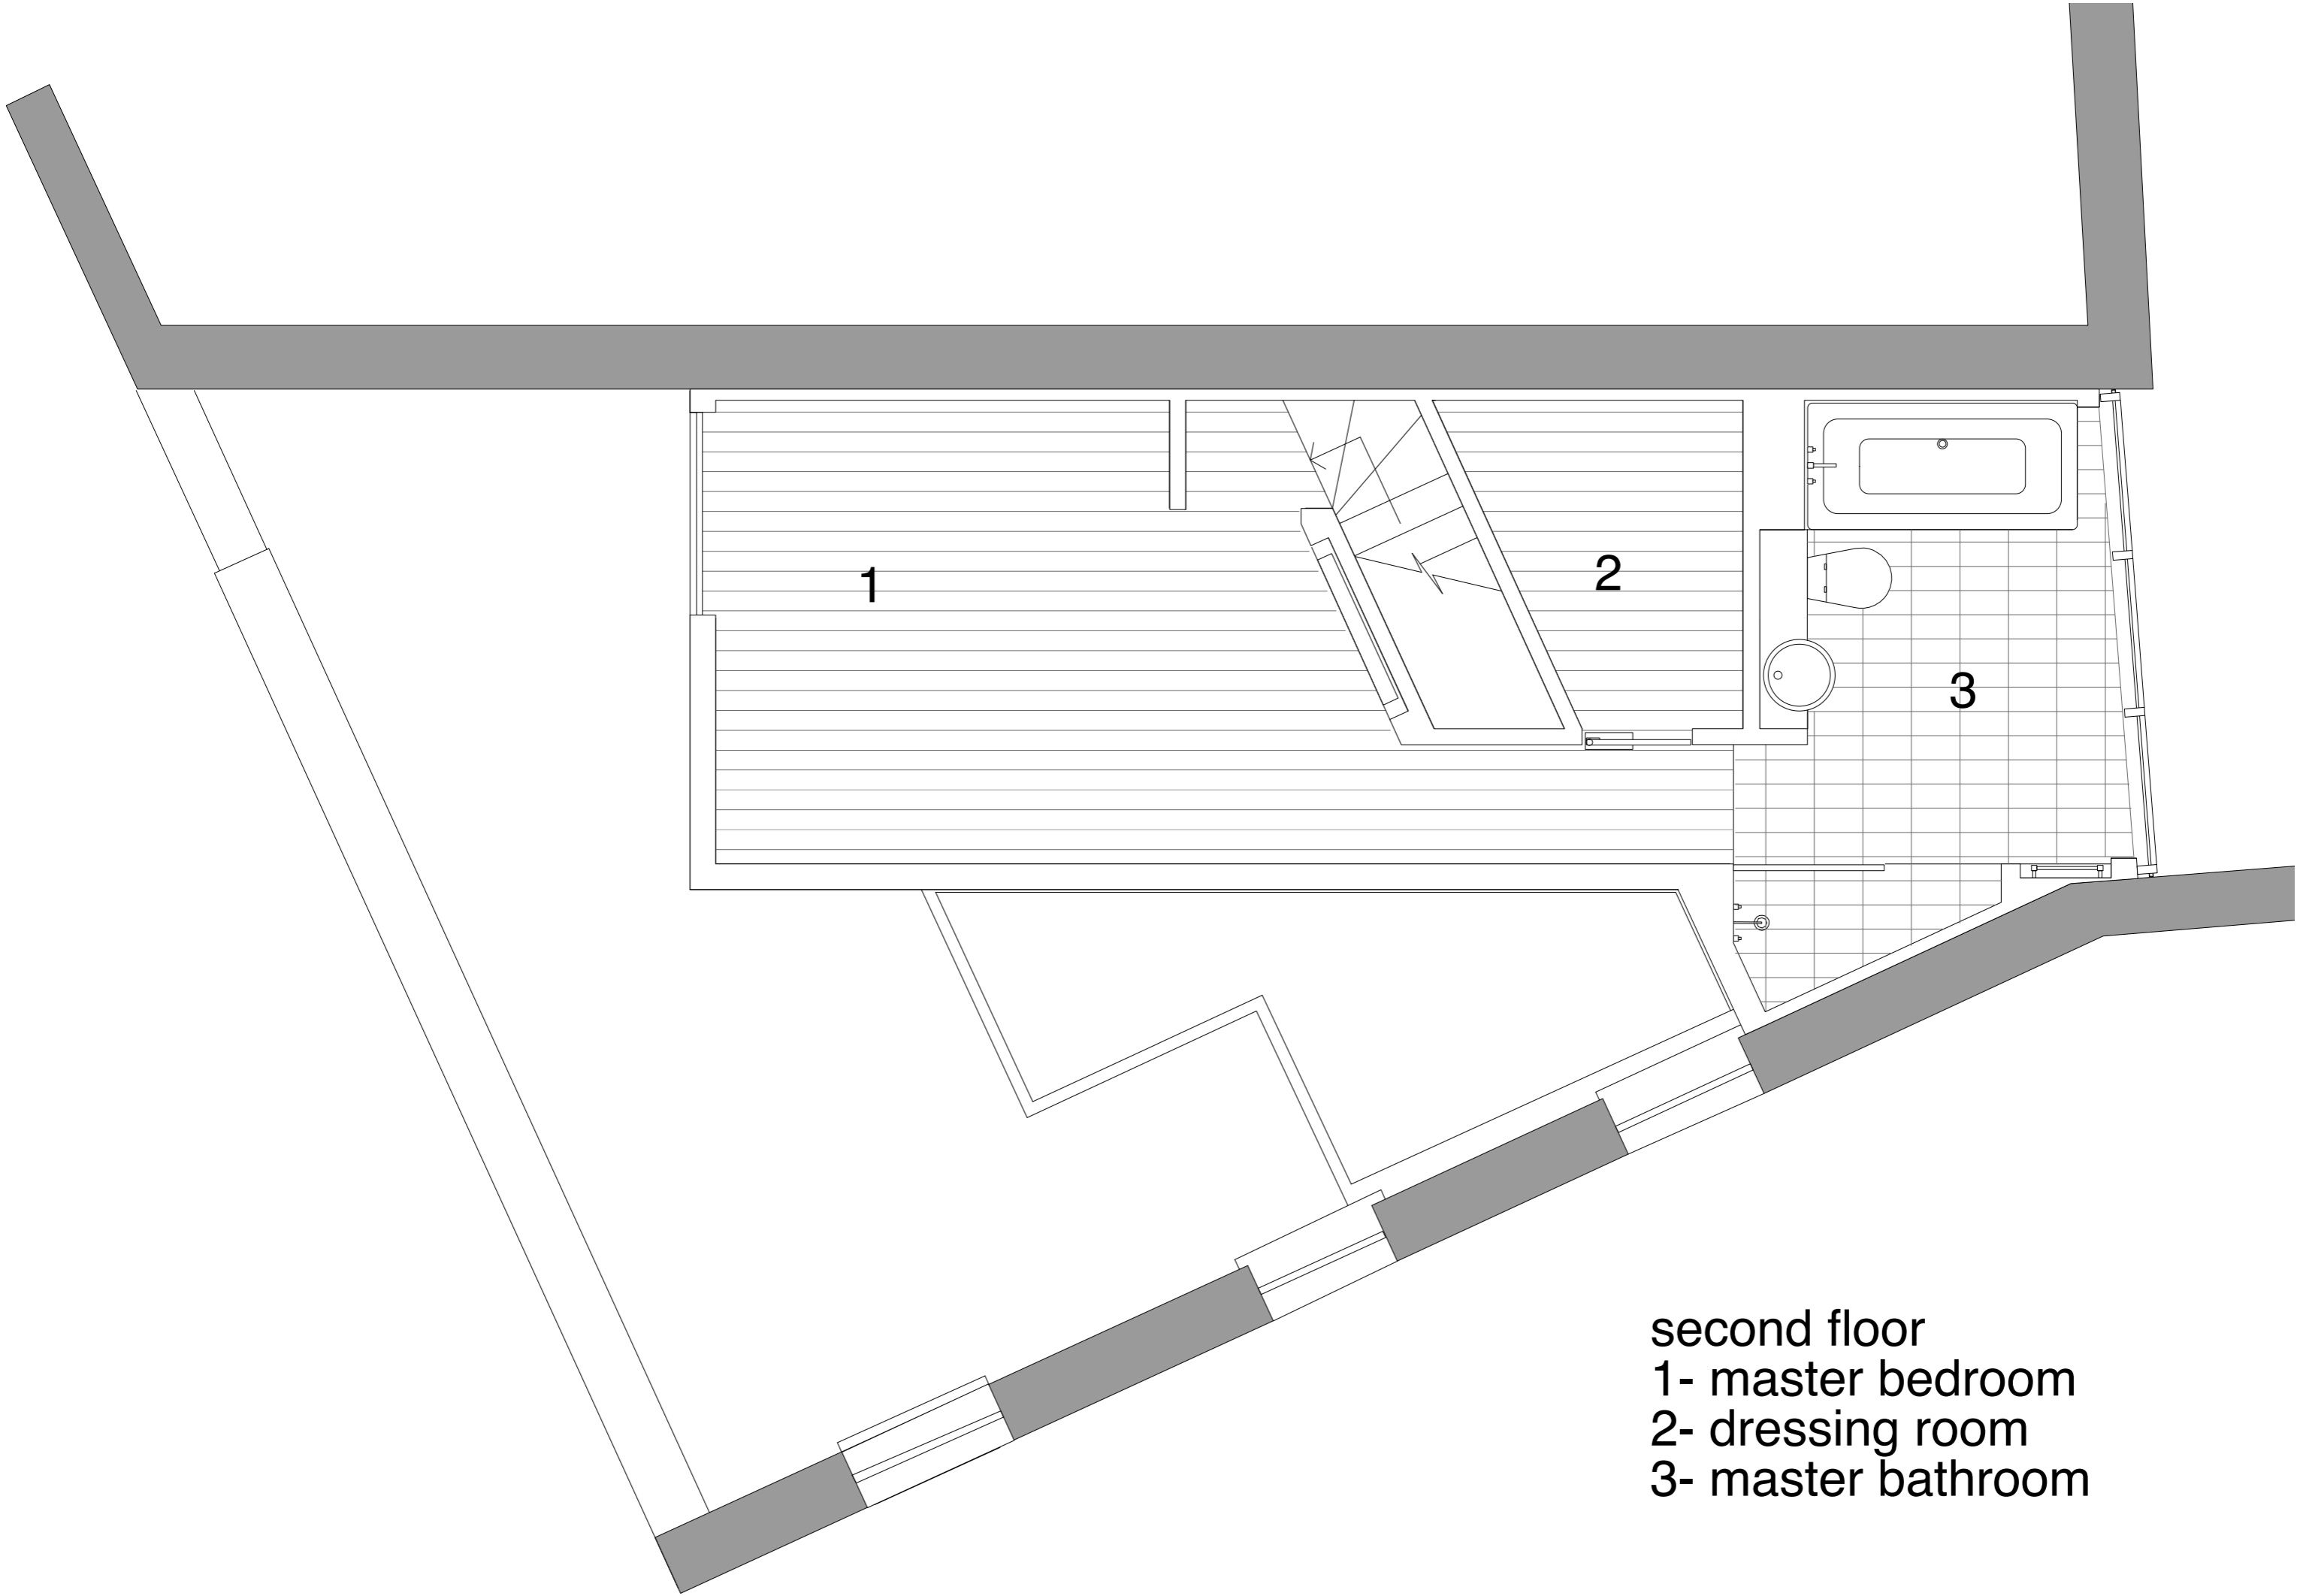 1
2
3
second floor
1- master bedroom
2- dressing room
3- master bathroom